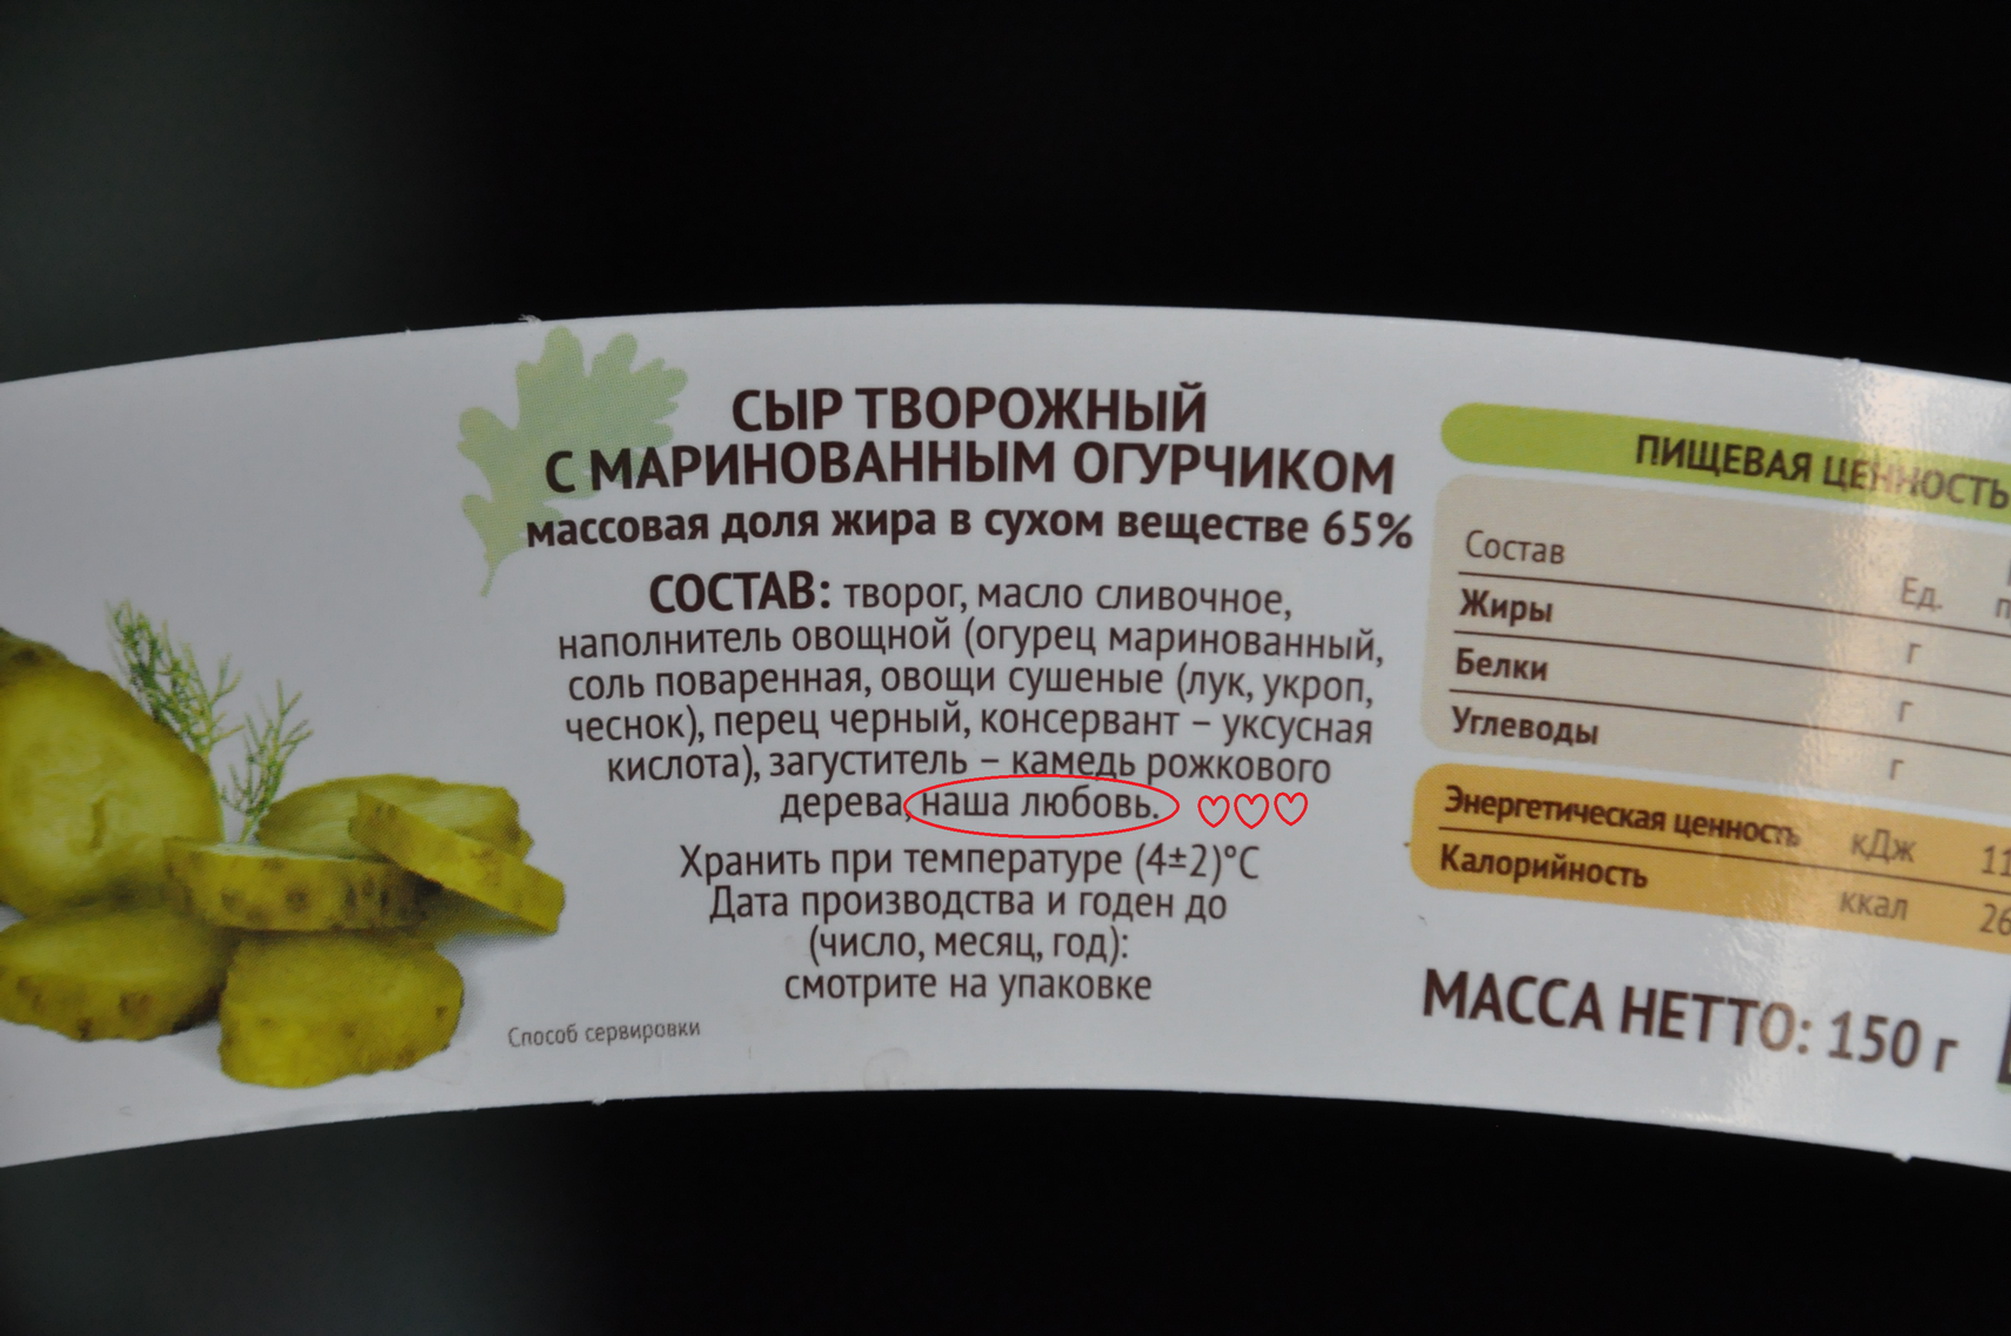 СЫР ТВОРОЖНЫЙ
С МАРИНОВАННЫМ ОГУРЧИКОМ
массовая доля жира в сухом веществе 65%
СОСТАВ: творог, масло сливочное,
наполнитель овощной (огурец маринованный,
соль поваренная, овощи сушеные (лук, укроп,
чеснок), перец черный, консервант – уксусная
кислота), загуститель – камедь рожкового
дерева, наша любовь.
Хранить при температуре (4±2)°С
Дата производства и годен до
(число, месяц, год):
смотрите на упаковке
Способ сервировки
ПИЩЕВАЯ ЦЕННОСТЬ
Состав
Ед.
Жиры г
Белки г
Углеводы г
Энергетическая ценность кДж
Калорийность ккал
МАССА НЕТТО: 150 г